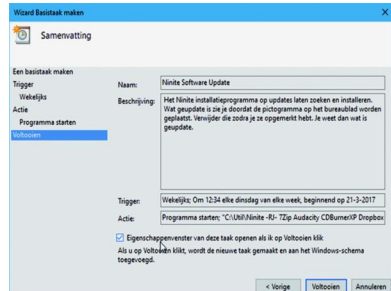 Wizard Basistaak maken
Samenvatting
Een basistaak maken
Trigger
Wekelijks
Actie
Programma starten
Voltooien
Naam: Ninite Software Update
Beschrijving: Het Ninite installatieprogramma op updates laten zoeken en installeren.
Wat geupdate is zie je doordat de pictogramma op het bureaublad worden
geplaatst. Verwijder die zodra je ze opgemerkt hebt. Je weet dan wat is
geupdate.
Trigger: Wekelijks; Om 12:34 elke dinsdag van elke week, beginnend op 21-3-2017
Actie: Programma starten; "C:\Util\Ninite -RJ- 7Zip Audacity CDBurnerXP Dropbox
Eigenschappenvenster van deze taak openen als ik op Voltooien klik
Als u op Voltooien klikt, wordt de nieuwe taak gemaakt en aan het Windows-schema
toegevoegd.
< Vorige Voltooien Annuleren